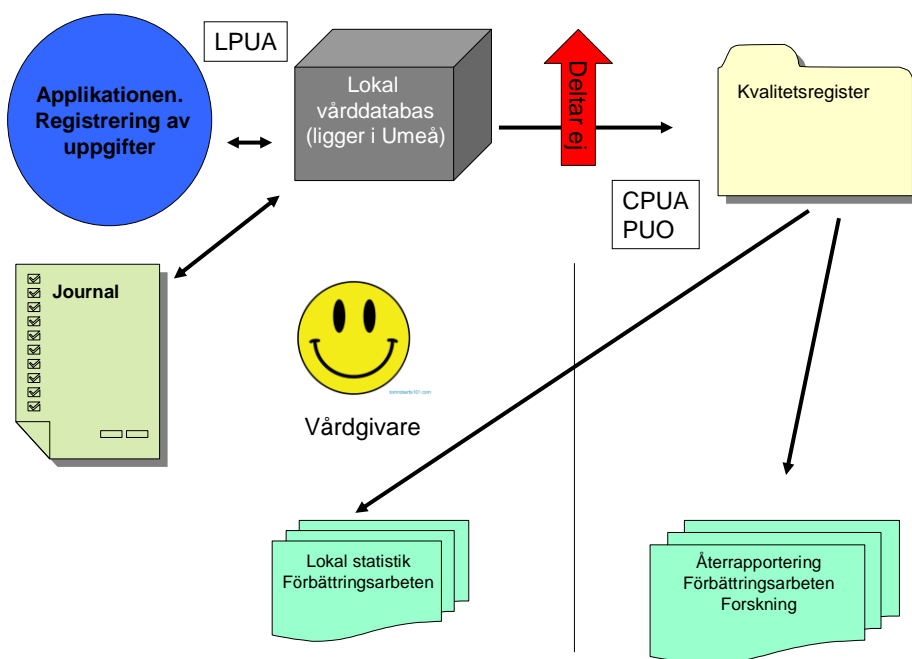 LPUA
Applikationen.
Registrering av
uppgifter
Lokal
vårddatabas
(ligger i Umeå)
Deltar ej
Kvalitetsregister
CPUA
PUO
Journal
Vårdgivare
Lokal statistik
Förbättringsarbeten
Återrapportering
Förbättringsarbeten
Forskning